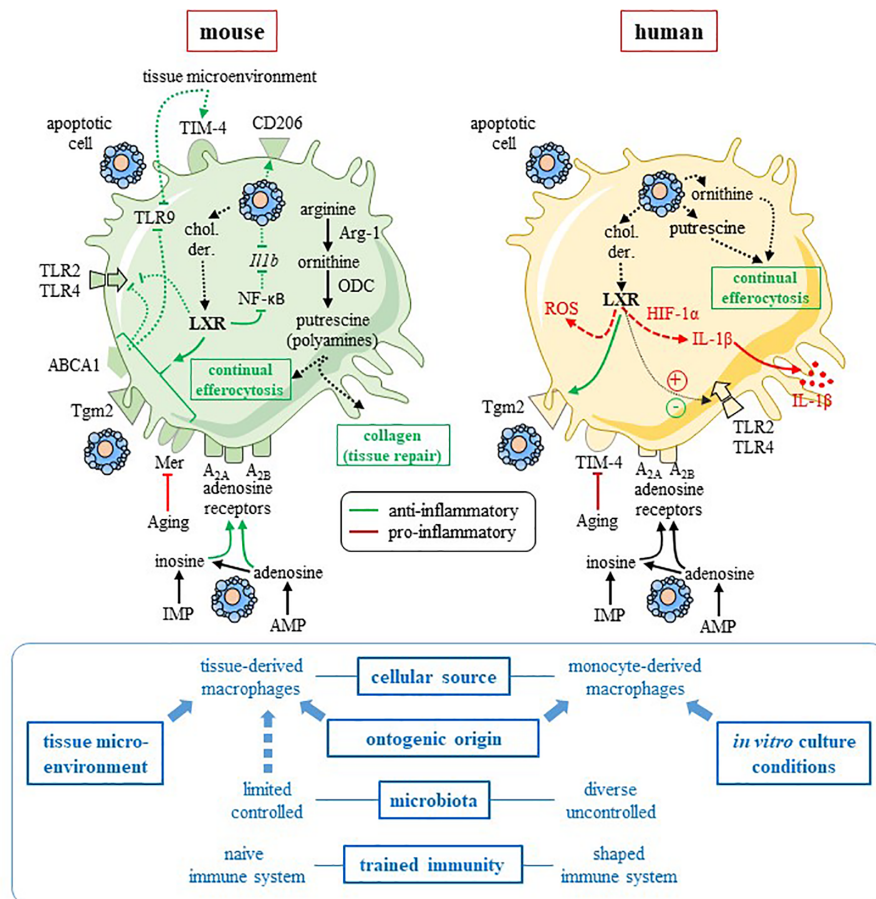 mouse
tissue microenvironment
TIM-4
CD206
apoptotic
cell
TLR9
chol.
der.
Il1b
NF-κB
LXR
arginine
Arg-1
ornithine
ODC
putrescine
(polyamines)
TLR2
TLR4
ABCA1
continual
efferocytosis
Tgm2
collagen
(tissue repair)
Mer
A2A
A2B
adenosine
receptors
Aging
inosine
adenosine
IMP
AMP
human
apoptotic
cell
ornithine
putrescine
chol.
der.
continual
efferocytosis
LXR
ROS
HIF-1α
IL-1β
IL-1β
+
-
Tgm2
TLR2
TLR4
TIM-4
A2A
A2B
adenosine
receptors
Aging
inosine
adenosine
IMP
AMP
anti-inflammatory
pro-inflammatory
tissue-derived
macrophages
cellular source
monocyte-derived
macrophages
tissue micro-
environment
ontogenic origin
in vitro culture
conditions
limited
controlled
microbiota
diverse
uncontrolled
naive
immune system
trained immunity
shaped
immune system